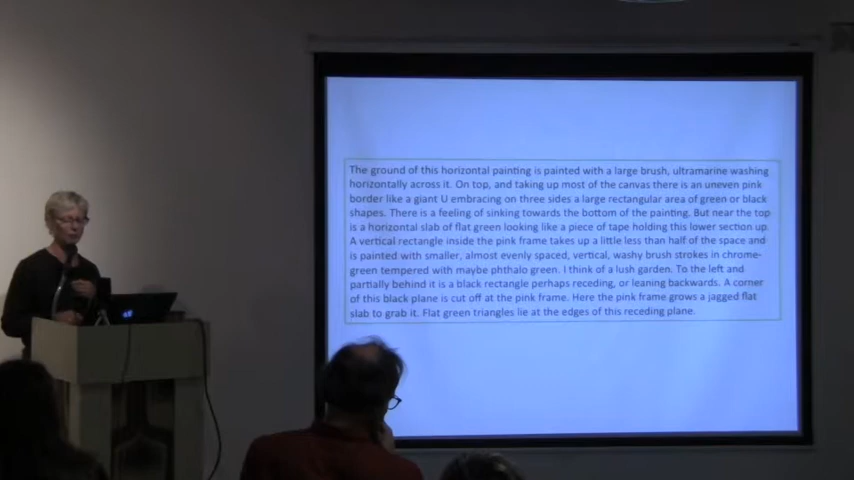 The ground of this horizontal painting is painted with a large brush, ultramarine washing
horizontally across it. On top, and taking up most of the canvas there is an uneven pink
border like a giant U embracing on three sides a large rectangular area of green or black
shapes. There is a feeling of sinking towards the bottom of the painting. But near the top
is a horizontal slab of flat green looking like a piece of tape holding this lower section up.
A vertical rectangle inside the pink frame takes up a little less than half of the space and
is painted with smaller, almost evenly spaced, vertical, washy brush strokes in chrome-
green tempered with maybe phthalo green. I think of a lush garden. To the left and
partially behind it is a black rectangle perhaps receding, or leaning backwards. A corner
of this black plane is cut off at the pink frame. Here the pink frame grows a jagged flat
slab to grab it. Flat green triangles lie at the edges of this receding plane.